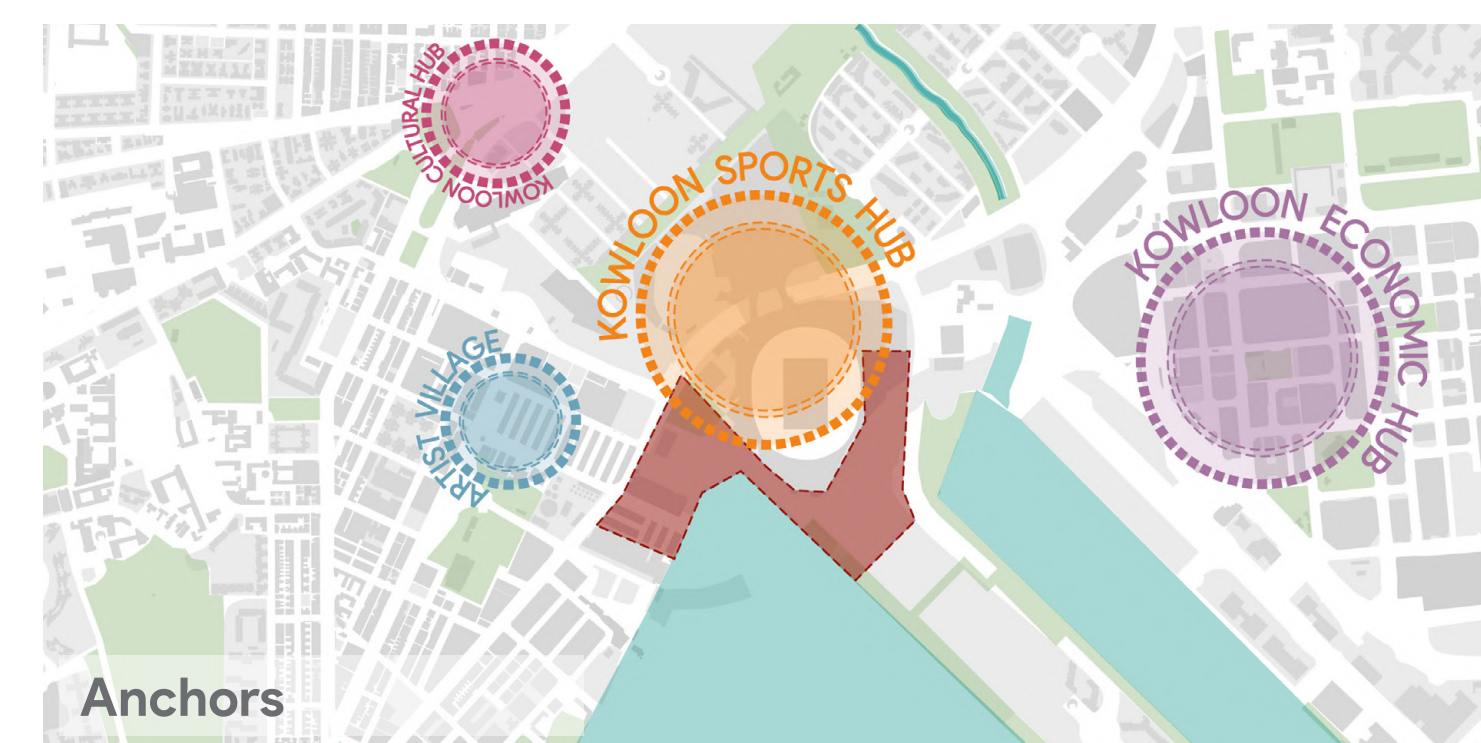 KOWLOON CULTURAL HUB
KOWLOON SPORTS HUB
KOWLOON ECONOMIC HUB
ARTIST VILLAGE
Anchors